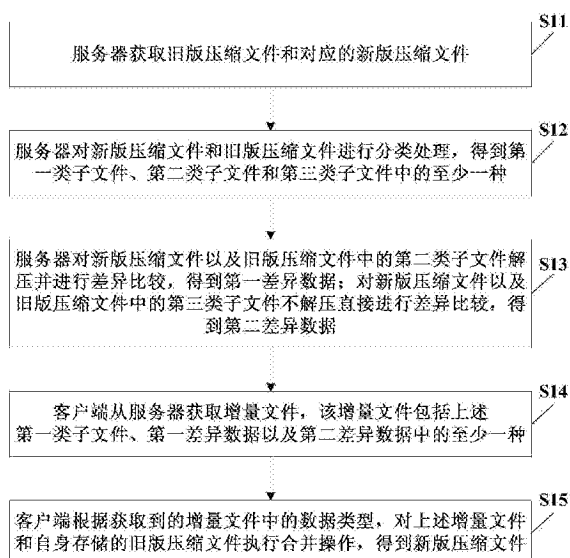 S11
服务器获取旧版压缩文件和对应的新版压缩文件
S12
服务器对新版压缩文件和旧版压缩文件进行分类处理，得到第
一类子文件、第二类子文件和第三类子文件中的至少一种
S13
服务器对新版压缩文件以及旧版压缩文件中的第二类子文件解
压并进行差异比较，得到第一差异数据；对新版压缩文件以及
旧版压缩文件中的第三类子文件不解压直接进行差异比较，得
到第二差异数据
S14
客户端从服务器获取增量文件，该增量文件包括上述
第一类子文件、第一差异数据以及第二差异数据中的至少一种
S15
客户端根据获取到的增量文件中的数据类型，对上述增量文件
和自身存储的旧版压缩文件执行合并操作，得到新版压缩文件